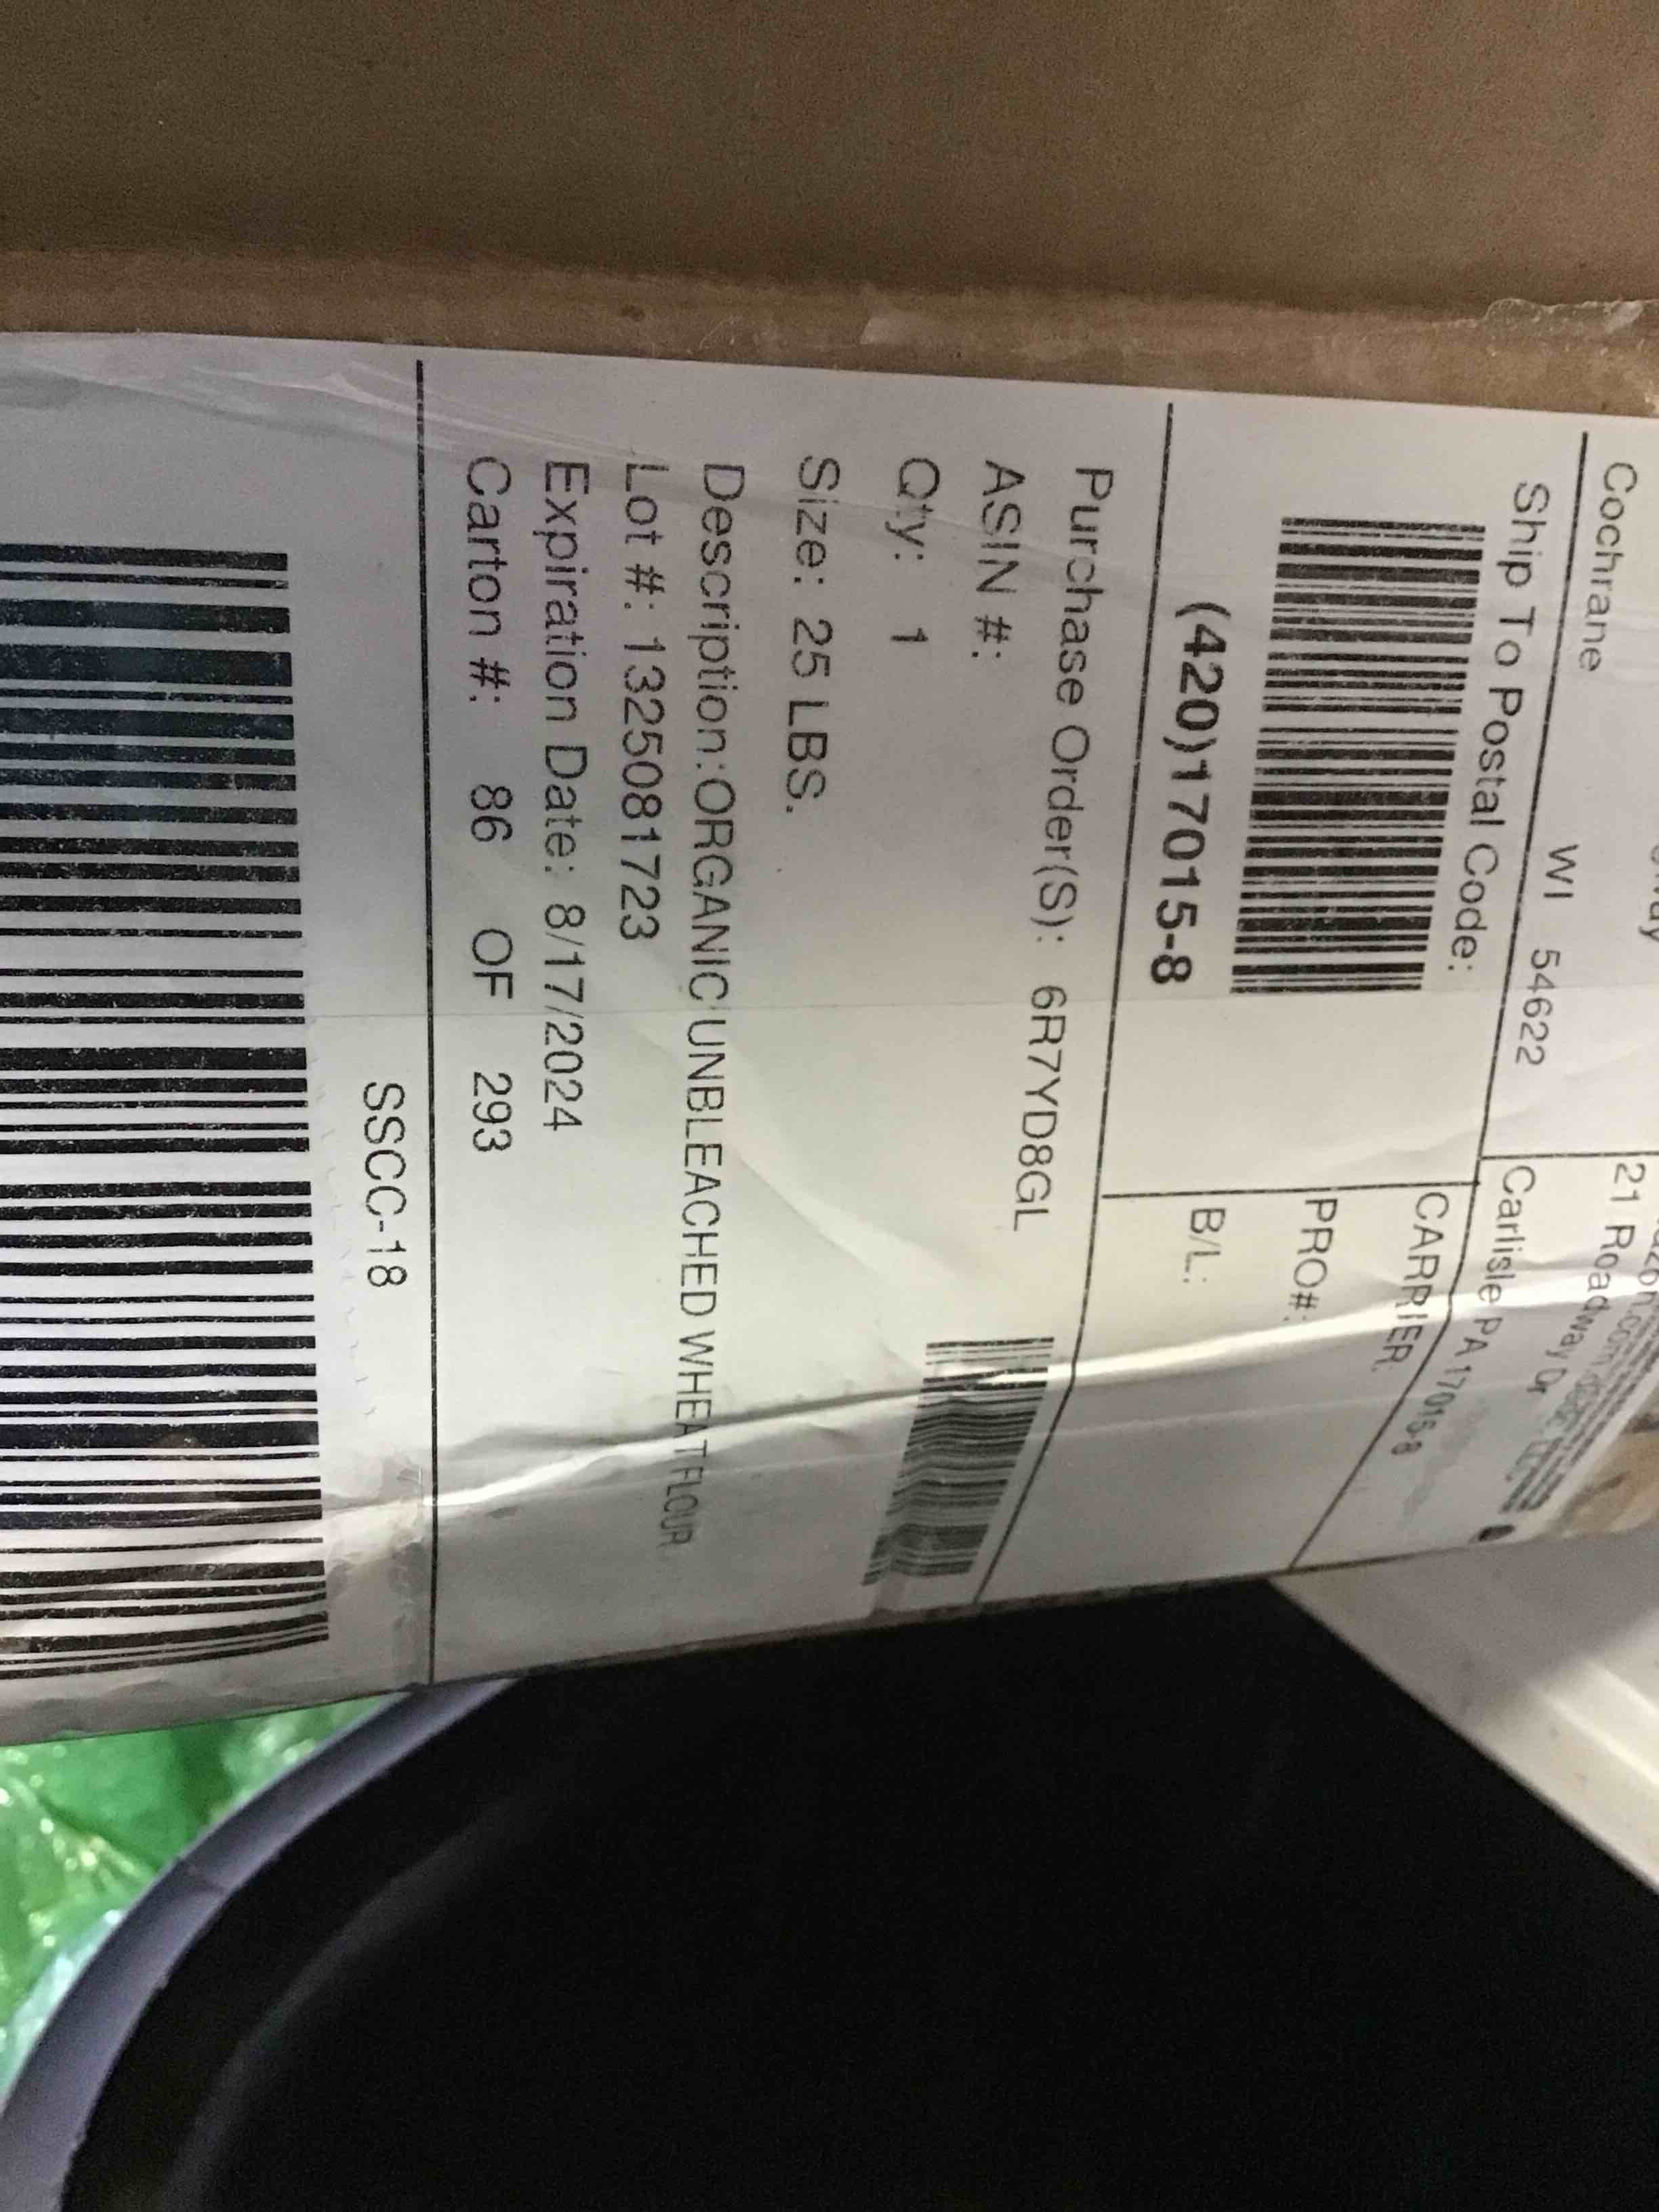 Cochrane WI 54622
21 Roadway Dr
Carlisle PA 17015-8
Ship To Postal Code:
(420)17015-8
CARRIER:
PRO#:
B/L:
Purchase Order(S): 6R7YD8GL
ASIN #:
Qty: 1
Size: 25 LBS.
Description:ORGANIC UNBLEACHED WHEAT FLOUR
Lot #: 1325081723
Expiration Date: 8/17/2024
Carton #: 86 OF 293
SSCC-18